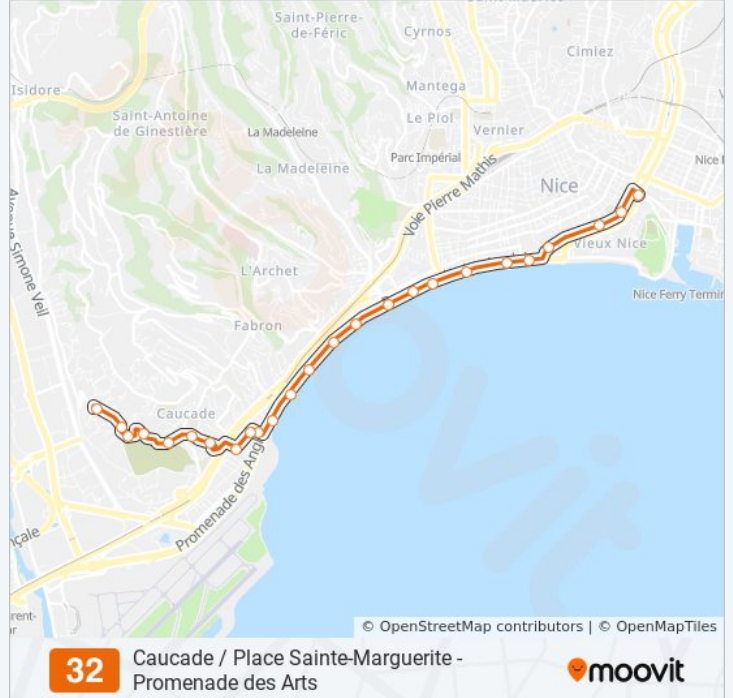 Saint-Pierre-
de-Féric
Cyrnos
Cimiez
Isidore
Mantega
Saint-Antoine
de Ginestière
Le Piol
La Madeleine
Vernier
Parc Impérial
La Madeleine
Nice
Nice
Voie Pierre Mathis
Vieux Nice
Avenue Simone Veil
L'Archet
Nice Ferry Termin
Fabron
Caucade
Promenade des Angl
nçale
rent-
© OpenStreetMap contributors | © OpenMapTiles
32
Caucade / Place Sainte-Marguerite -
Promenade des Arts
moovit